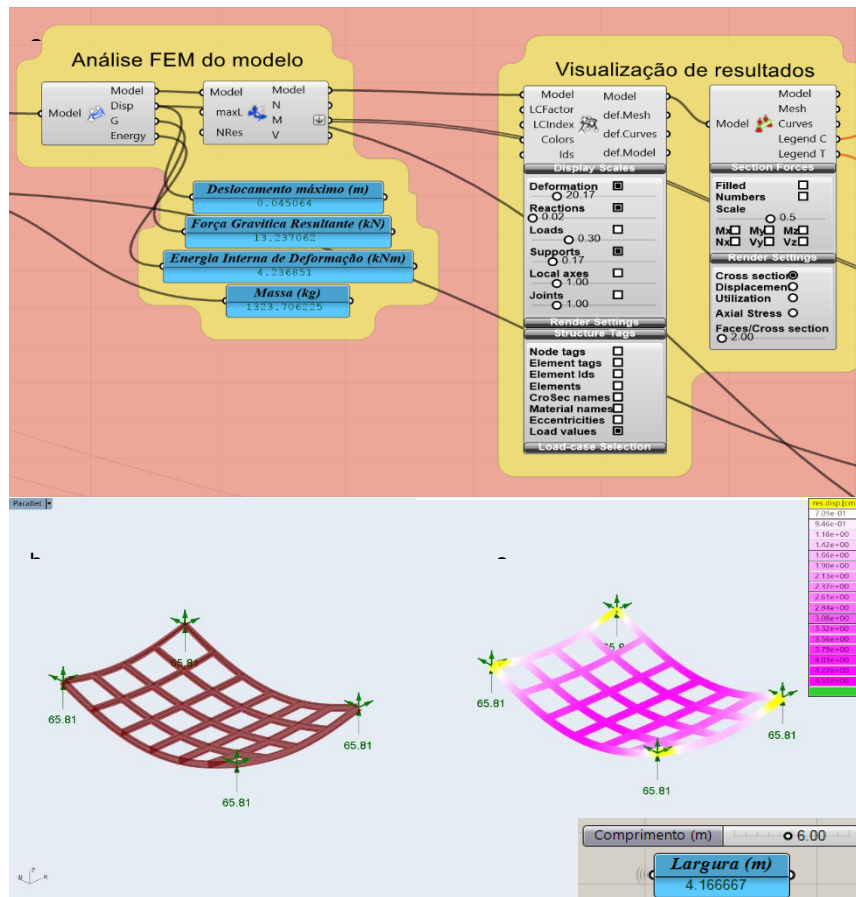 Análise FEM do modelo
Model
Model
Disp
G
Energy
Model
maxL
NRes
Model
N
M
V
Deslocamento máximo (m)
0.045064
Força Gravítica Resultante (kN)
13.237062
Energia Interna de Deformação (kNm)
4.236851
Massa (kg)
1323.706225
Visualização de resultados
Model
LCFactor
LCIndex
Colors
Ids
Model
def.Mesh
def.Curves
def.Model
Display Scales
Deformation
20.17
Reactions
0.02
Loads
0.30
Supports
0.17
Local axes
1.00
Joints
1.00
Render Settings
Structure Tags
Node tags
Element tags
Element Ids
Elements
CroSec names
Material names
Eccentricities
Load values
Load-case Selection
Model
Model
Mesh
Curves
Legend C
Legend T
Section Forces
Filled
Numbers
Scale
0.5
Mx My Mz
Nx Vy Vz
Render Settings
Cross section
Displacement
Utilization
Axial Stress
Faces/Cross section
2.00
Parallel
65.81
65.81
65.81
65.81
65.81
65.81
65.81
65.81
res.disp.[cm
7.09e-01
9.46e-01
1.18e+00
1.42e+00
1.66e+00
1.90e+00
2.13e+00
2.37e+00
2.61e+00
2.84e+00
3.08e+00
3.32e+00
3.56e+00
3.79e+00
4.03e+00
4.27e+00
4.51e+00
Comprimento (m) 6.00
Largura (m)
4.166667